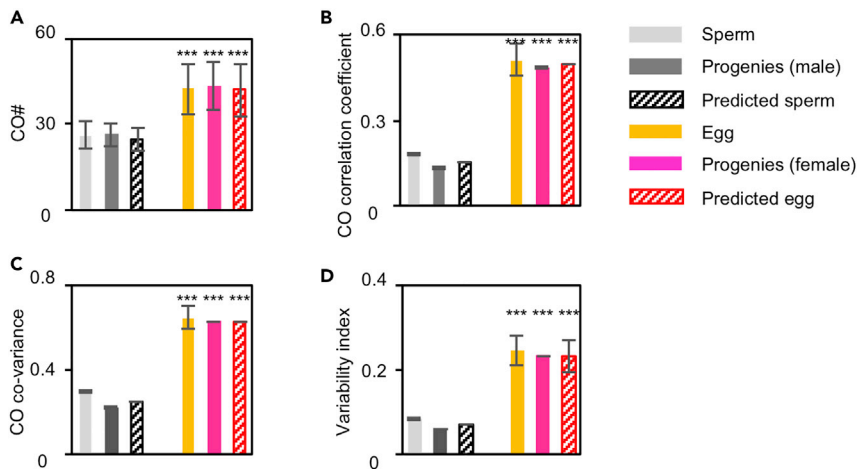 A
60
30
0
CO#
*** *** ***
B
0.6
0.3
0
CO correlation coefficient
*** *** ***
Sperm
Progenies (male)
Predicted sperm
Egg
Progenies (female)
Predicted egg
C
0.8
0.4
0
CO co-variance
*** *** ***
D
0.4
0.2
0
Variability index
*** *** ***